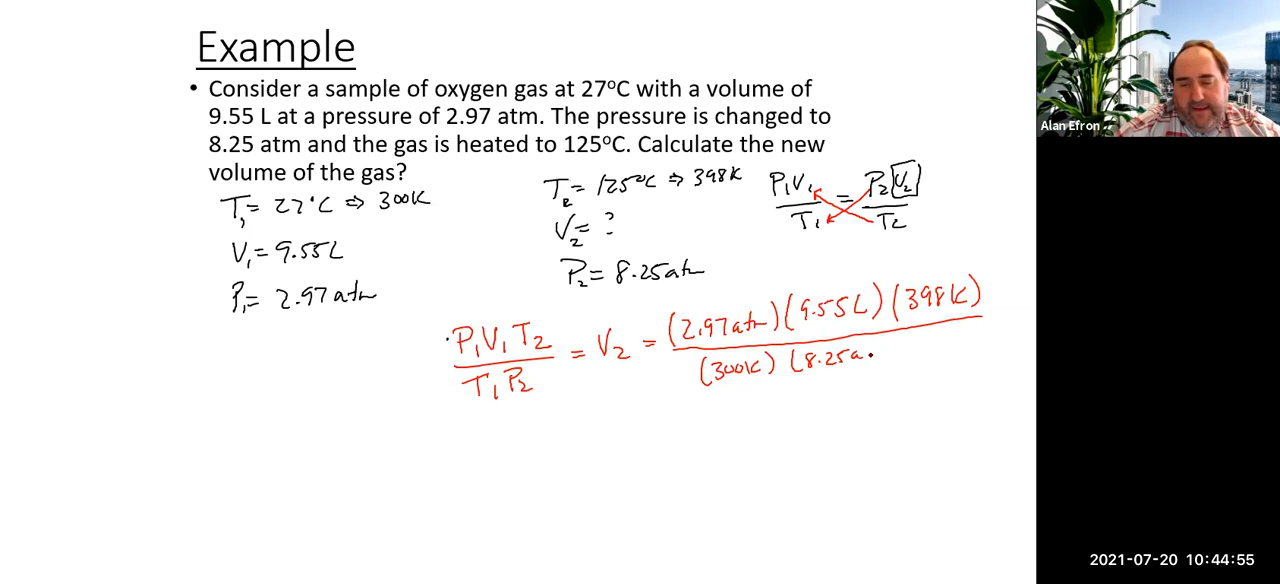 Example
• Consider a sample of oxygen gas at 27°C with a volume of
9.55 L at a pressure of 2.97 atm. The pressure is changed to
8.25 atm and the gas is heated to 125°C. Calculate the new
volume of the gas?
T₁ = 27°C ⇒ 300K
V₁ = 9.55L
P₁ = 2.97 atm
T₂ = 125°C ⇒ 398K
V₂ = ?
P₂ = 8.25 atm
P₁V₁ = P₂V₂
T₁ T₂
P₁V₁T₂ = V₂ = (2.97 atm)(9.55L)(398K)
T₁P₂ (300K) (8.25a
Alan Efron
2021-07-20 10:44:55